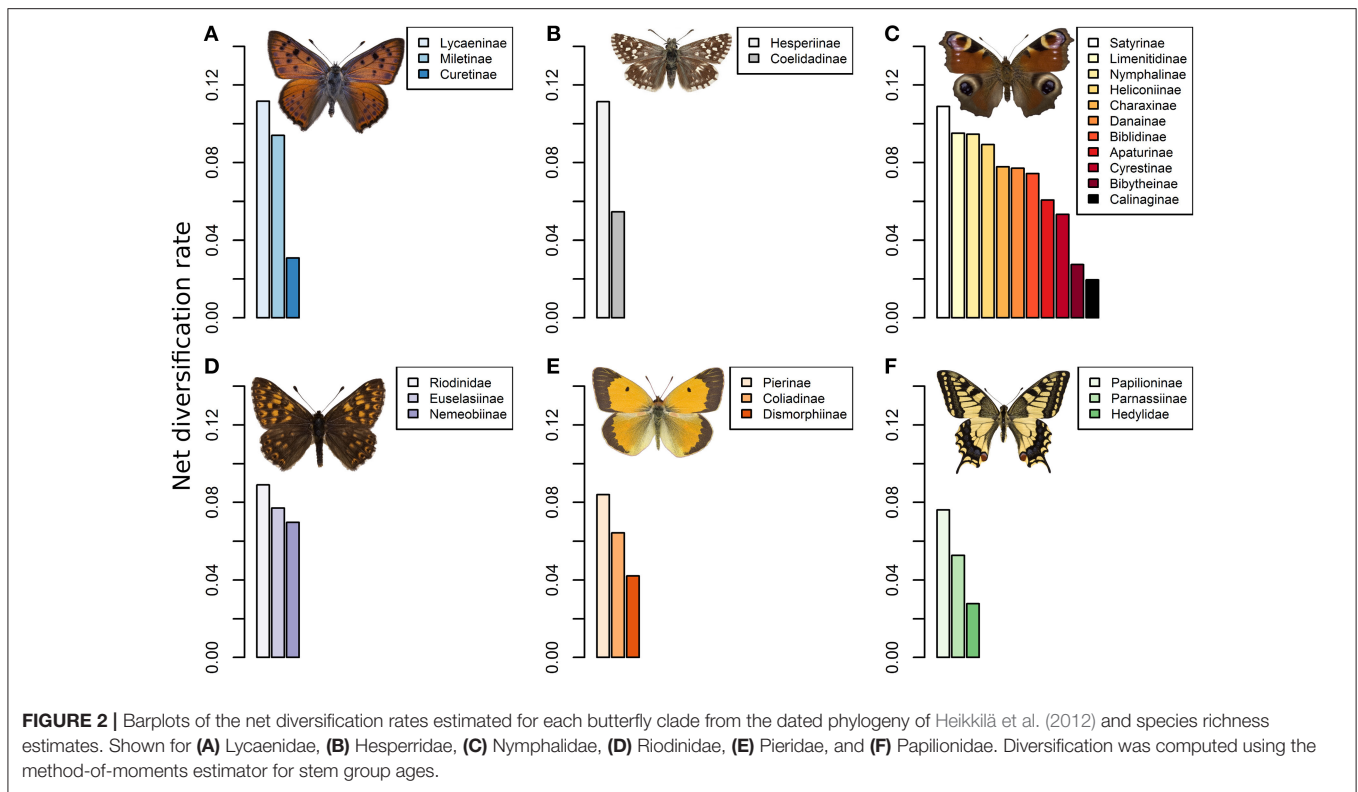 A
Lycaeninae
Miletinae
Curetinae
0.12
0.08
0.04
0.00
B
Hesperiinae
Coelidadinae
0.12
0.08
0.04
0.00
C
Satyrinae
Limenitidinae
Nymphalinae
Heliconiinae
Charaxinae
Danainae
Biblidinae
Apaturinae
Cyrestinae
Bibytheinae
Calinaginae
0.12
0.08
0.04
0.00
Net diversification rate
D
Riodinidae
Euselasiinae
Nemeobiinae
0.12
0.08
0.04
0.00
E
Pierinae
Coliadinae
Dismorphiinae
0.12
0.08
0.04
0.00
F
Papilioninae
Parnassiinae
Hedylidae
0.12
0.08
0.04
0.00
FIGURE 2 | Barplots of the net diversification rates estimated for each butterfly clade from the dated phylogeny of Heikkilä et al. (2012) and species richness
estimates. Shown for (A) Lycaenidae, (B) Hesperridae, (C) Nymphalidae, (D) Riodinidae, (E) Pieridae, and (F) Papilionidae. Diversification was computed using the
method-of-moments estimator for stem group ages.